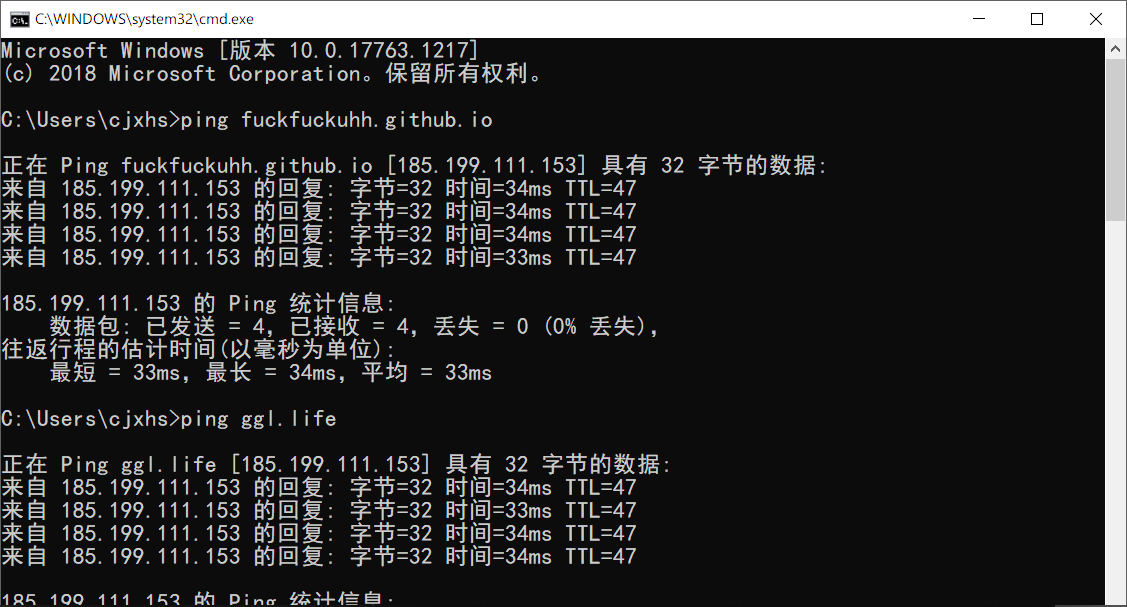 C:\WINDOWS\system32\cmd.exe
Microsoft Windows [版本 10.0.17763.1217]
(c) 2018 Microsoft Corporation。保留所有权利。
C:\Users\cjxhs>ping fuckfuckuhh.github.io
正在 Ping fuckfuckuhh.github.io [185.199.111.153] 具有 32 字节的数据:
来自 185.199.111.153 的回复: 字节=32 时间=34ms TTL=47
来自 185.199.111.153 的回复: 字节=32 时间=34ms TTL=47
来自 185.199.111.153 的回复: 字节=32 时间=34ms TTL=47
来自 185.199.111.153 的回复: 字节=32 时间=33ms TTL=47
185.199.111.153 的 Ping 统计信息:
数据包: 已发送 = 4，已接收 = 4，丢失 = 0 (0% 丢失)，
往返行程的估计时间(以毫秒为单位):
最短 = 33ms，最长 = 34ms，平均 = 33ms
C:\Users\cjxhs>ping ggl.life
正在 Ping ggl.life [185.199.111.153] 具有 32 字节的数据:
来自 185.199.111.153 的回复: 字节=32 时间=34ms TTL=47
来自 185.199.111.153 的回复: 字节=32 时间=33ms TTL=47
来自 185.199.111.153 的回复: 字节=32 时间=34ms TTL=47
来自 185.199.111.153 的回复: 字节=32 时间=34ms TTL=47
185.199.111.153 的 Ping 统计信息: